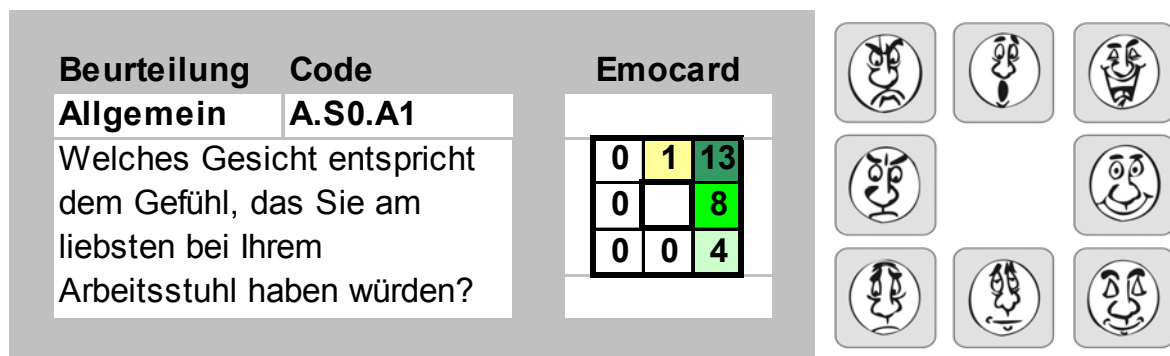 Beurteilung Code Emocard
Allgemein A.S0.A1
Welches Gesicht entspricht
dem Gefühl, das Sie am
liebsten bei Ihrem
Arbeitsstuhl haben würden?
0 1 13
0 8
0 0 4